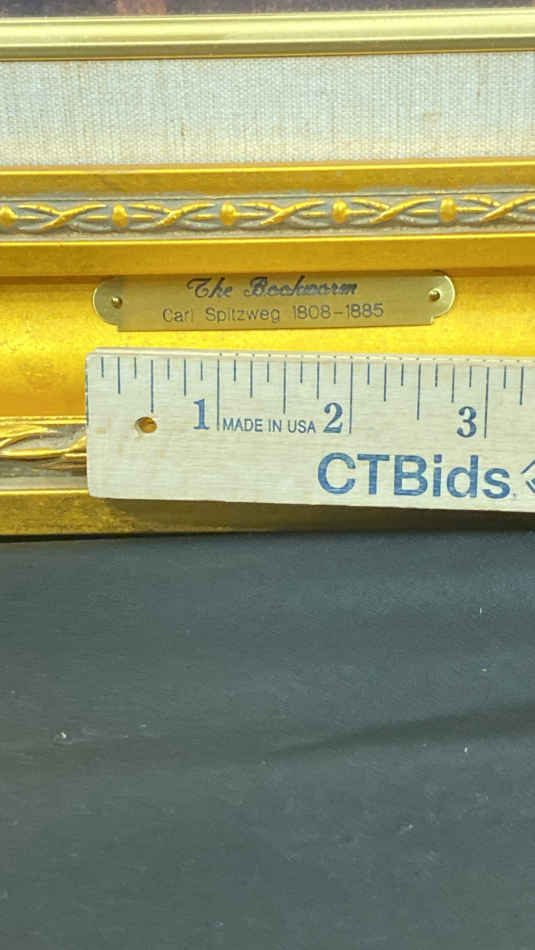 The Bookworm
Carl Spitzweg 1808-1885
1 MADE IN USA 2 3
CTBids